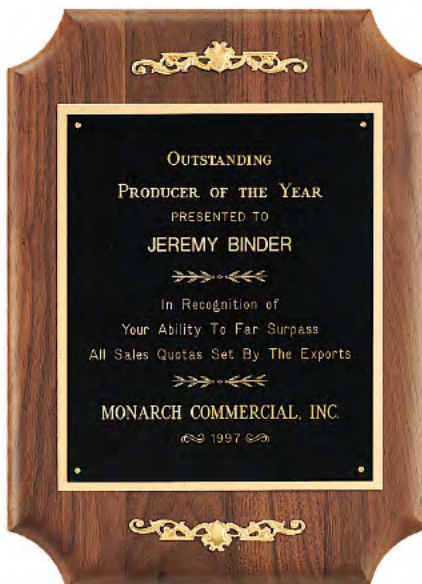 OUTSTANDING
PRODUCER OF THE YEAR
PRESENTED TO
JEREMY BINDER
In Recognition of
Your Ability To Far Surpass
All Sales Quotas Set By The Exports
MONARCH COMMERCIAL, INC.
1997